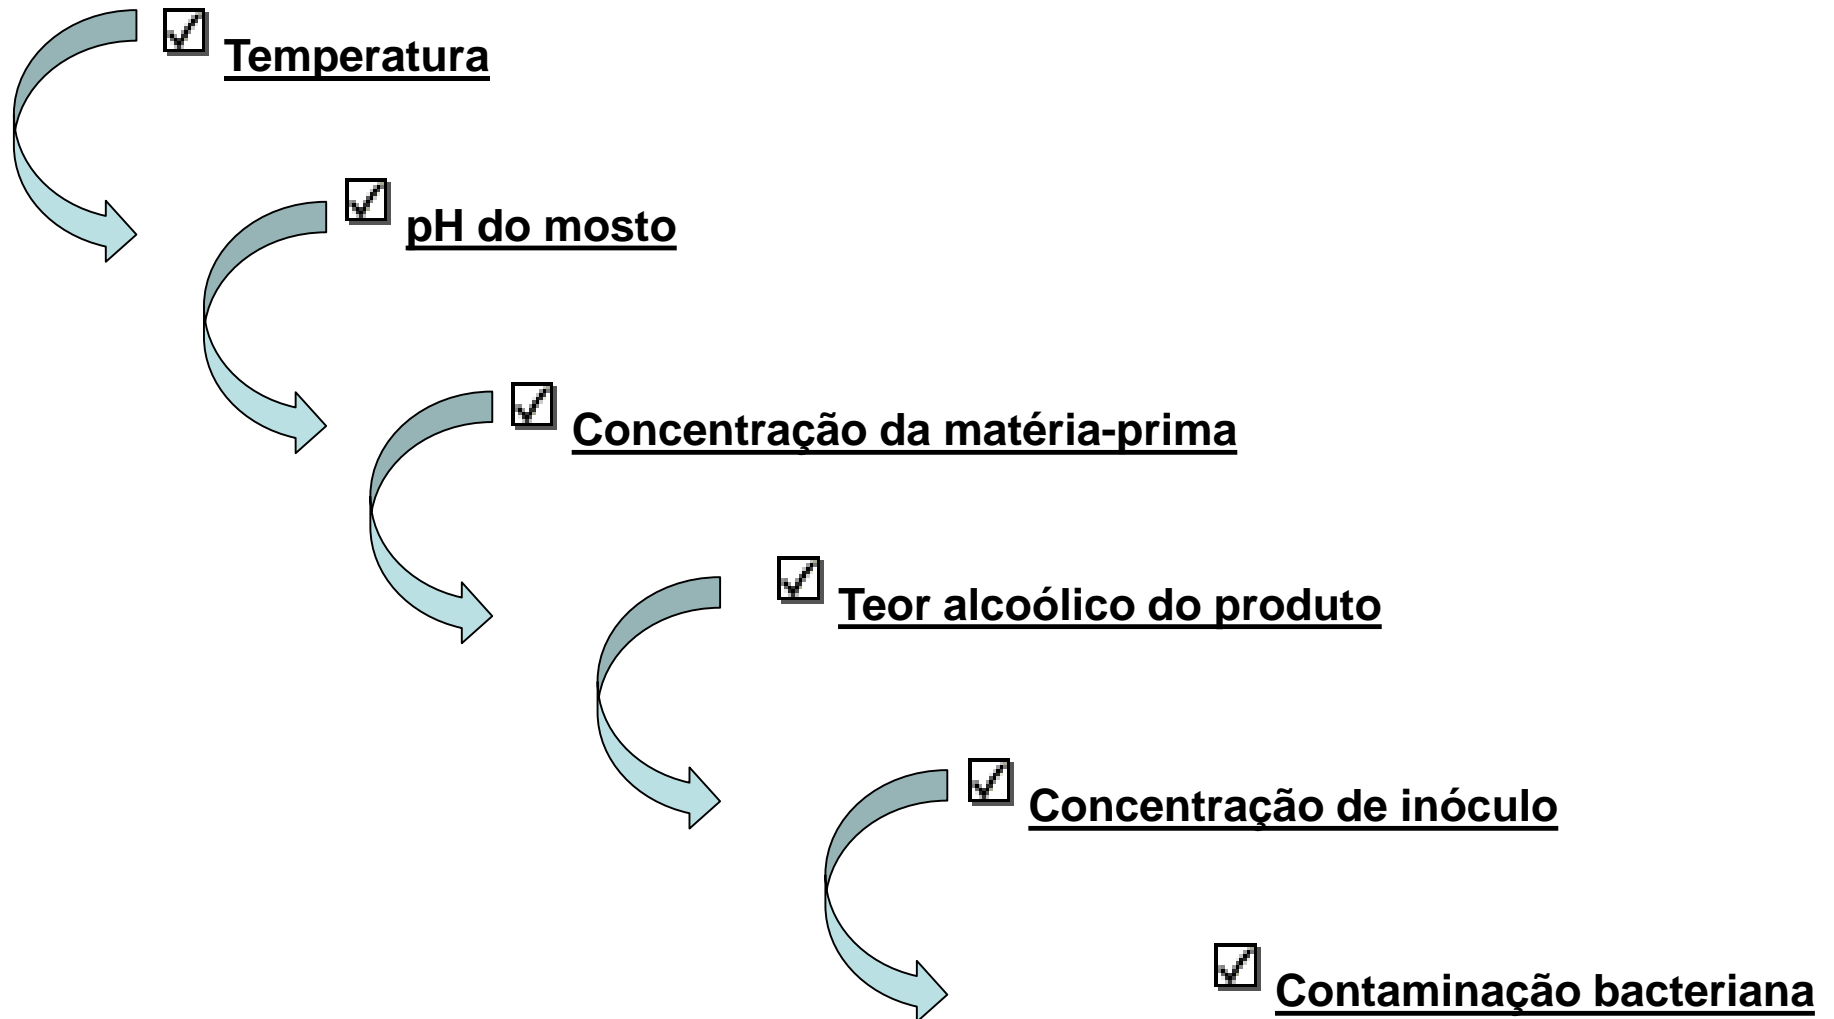 Temperatura
pH do mosto
Concentração da matéria-prima
Teor alcoólico do produto
Concentração de inóculo
Contaminação bacteriana